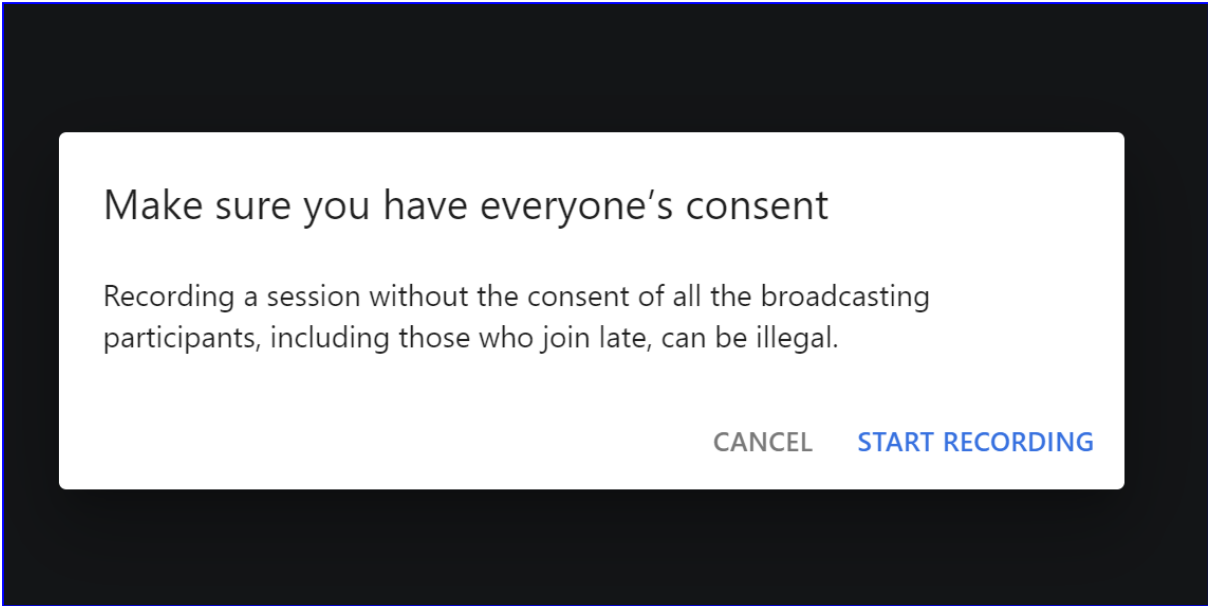 Make sure you have everyone’s consent
Recording a session without the consent of all the broadcasting
participants, including those who join late, can be illegal.
CANCEL START RECORDING